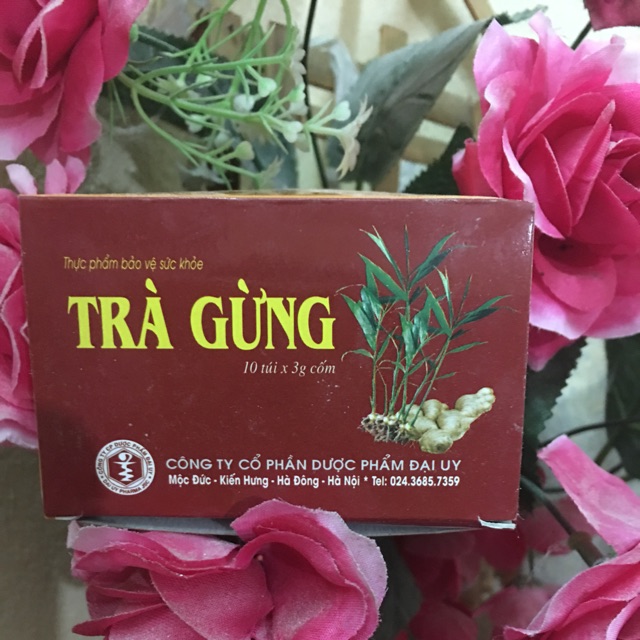 Thực phẩm bảo vệ sức khỏe
TRÀ GỪNG
10 túi x 3g cốm
CÔNG TY CỔ PHẦN DƯỢC PHẨM ĐẠI UY
Mộc Đức - Kiến Hưng - Hà Đông - Hà Nội * Tel: 024.3685.7359